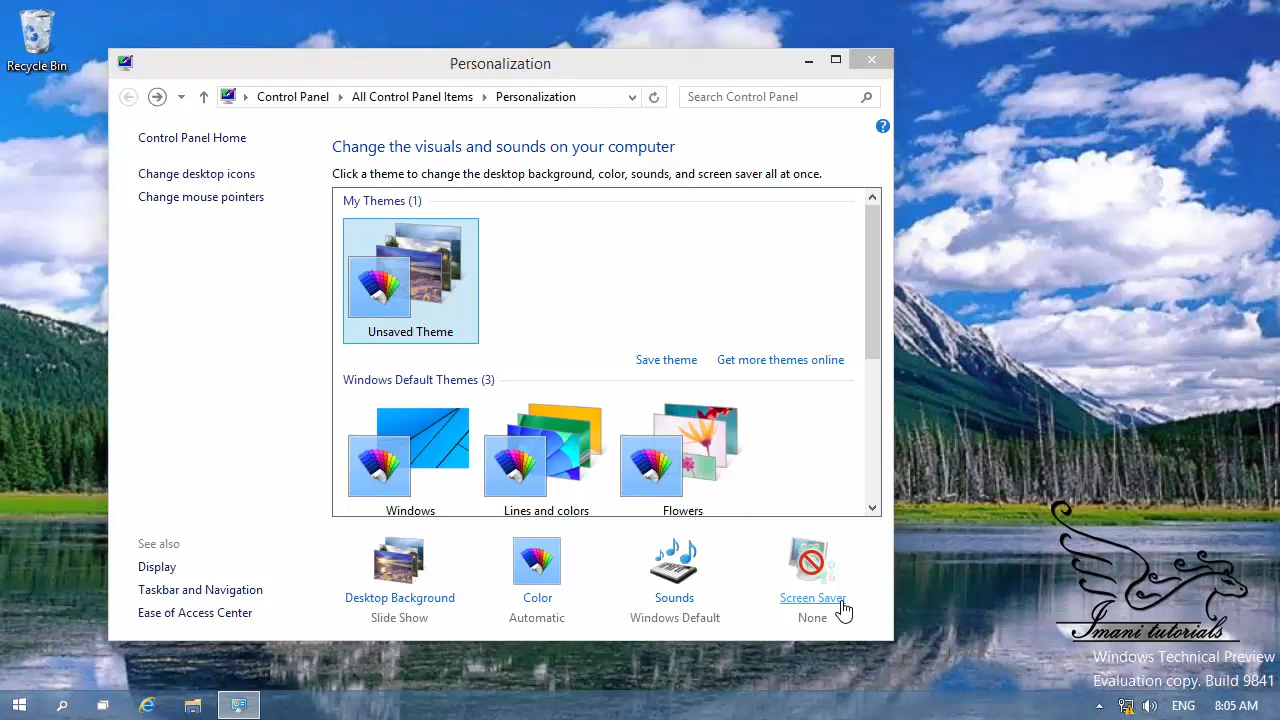 Recycle Bin
Personalization
Control Panel
All Control Panel Items
Personalization
Search Control Panel
Control Panel Home
Change desktop icons
Change mouse pointers
Change the visuals and sounds on your computer
Click a theme to change the desktop background, color, sounds, and screen saver all at once.
My Themes (1)
Unsaved Theme
Save theme
Get more themes online
Windows Default Themes (3)
Windows
Lines and colors
Flowers
See also
Display
Taskbar and Navigation
Ease of Access Center
Desktop Background
Slide Show
Color
Automatic
Sounds
Windows Default
Screen Saver
None
Imani tutorials
Windows Technical Preview
Evaluation copy. Build 9841
ENG
8:05 AM